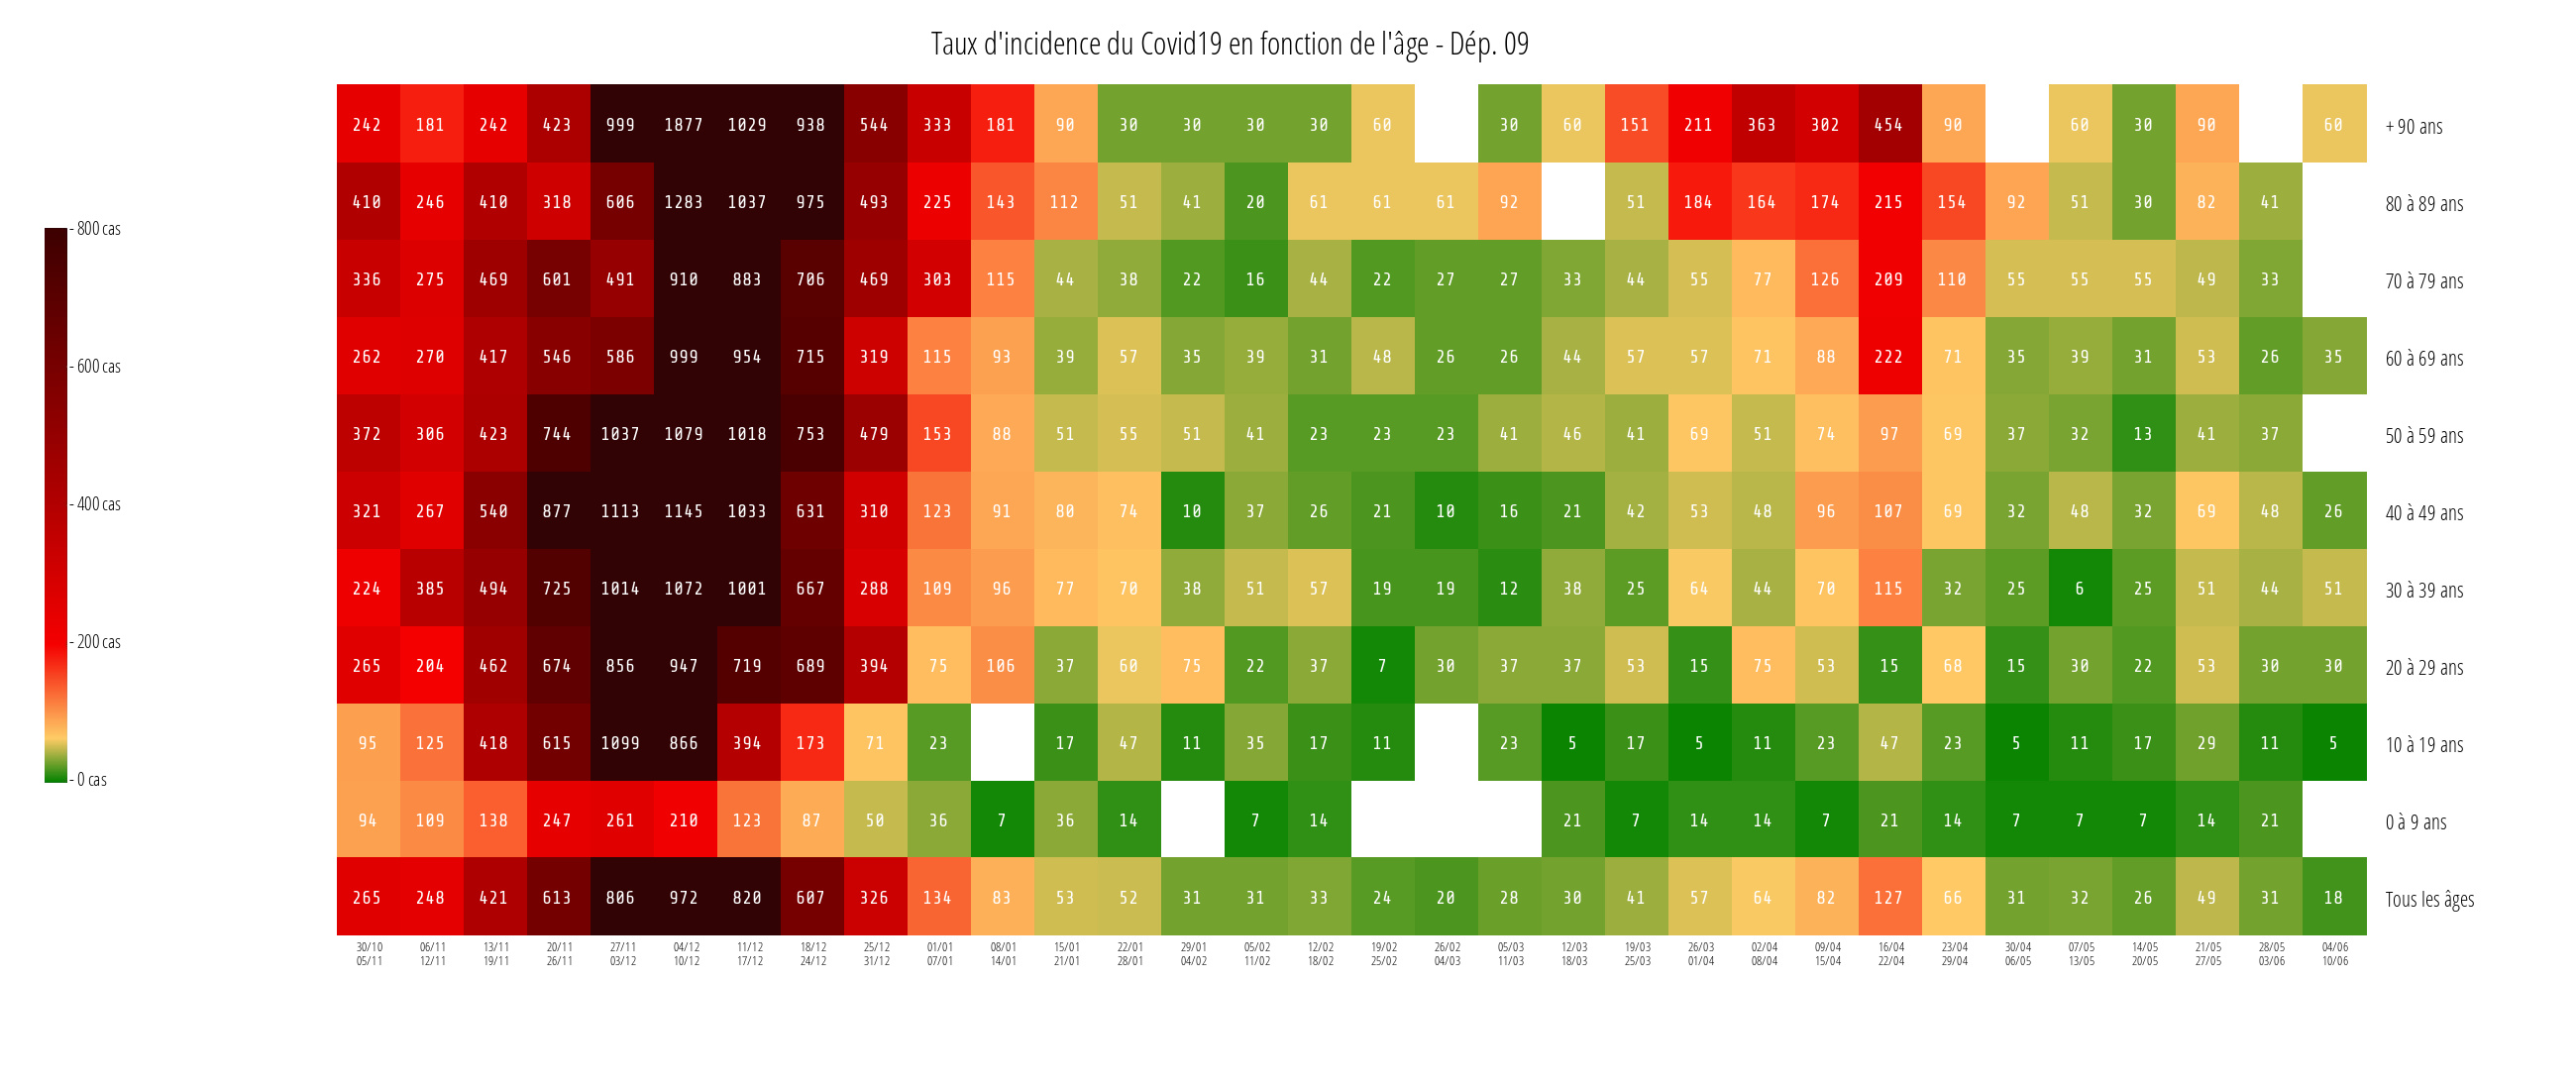 Taux d'incidence du Covid19 en fonction de l'âge - Dép. 09
- 800 cas
- 600 cas
- 400 cas
- 200 cas
- 0 cas
242 181 242 423 999 1877 1029 938 544 333 181 90 30 30 30 30 60 30 60 151 211 363 302 454 90 60 30 90 60 + 90 ans
410 246 410 318 606 1283 1037 975 493 225 143 112 51 41 20 61 61 61 92 51 184 164 174 215 154 92 51 30 82 41 80 à 89 ans
336 275 469 601 491 910 883 706 469 303 115 44 38 22 16 44 22 27 27 33 44 55 77 126 209 110 55 55 55 49 33 70 à 79 ans
262 270 417 546 586 999 954 715 319 115 93 39 57 35 39 31 48 26 26 44 57 57 71 88 222 71 35 39 31 53 26 35 60 à 69 ans
372 306 423 744 1037 1079 1018 753 479 153 88 51 55 51 41 23 23 23 41 46 41 69 51 74 97 69 37 32 13 41 37 50 à 59 ans
321 267 540 877 1113 1145 1033 631 310 123 91 80 74 10 37 26 21 10 16 21 42 53 48 96 107 69 32 48 32 69 48 26 40 à 49 ans
224 385 494 725 1014 1072 1001 667 288 109 96 77 70 38 51 57 19 19 12 38 25 64 44 70 115 32 25 6 25 51 44 51 30 à 39 ans
265 204 462 674 856 947 719 689 394 75 106 37 60 75 22 37 7 30 37 37 53 15 75 53 15 68 15 30 22 53 30 30 20 à 29 ans
95 125 418 615 1099 866 394 173 71 23 17 47 11 35 17 11 23 5 17 5 11 23 47 23 5 11 17 29 11 5 10 à 19 ans
94 109 138 247 261 210 123 87 50 36 7 36 14 7 14 21 7 14 14 7 21 14 7 7 7 14 21 0 à 9 ans
265 248 421 613 806 972 820 607 326 134 83 53 52 31 31 33 24 20 28 30 41 57 64 82 127 66 31 32 26 49 31 18 Tous les âges
30/10 06/11 13/11 20/11 27/11 04/12 11/12 18/12 25/12 01/01 08/01 15/01 22/01 29/01 05/02 12/02 19/02 26/02 05/03 12/03 19/03 26/03 02/04 09/04 16/04 23/04 30/04 07/05 14/05 21/05 28/05 04/06
05/11 12/11 19/11 26/11 03/12 10/12 17/12 24/12 31/12 07/01 14/01 21/01 28/01 04/02 11/02 18/02 25/02 04/03 11/03 18/03 25/03 01/04 08/04 15/04 22/04 29/04 06/05 13/05 20/05 27/05 03/06 10/06